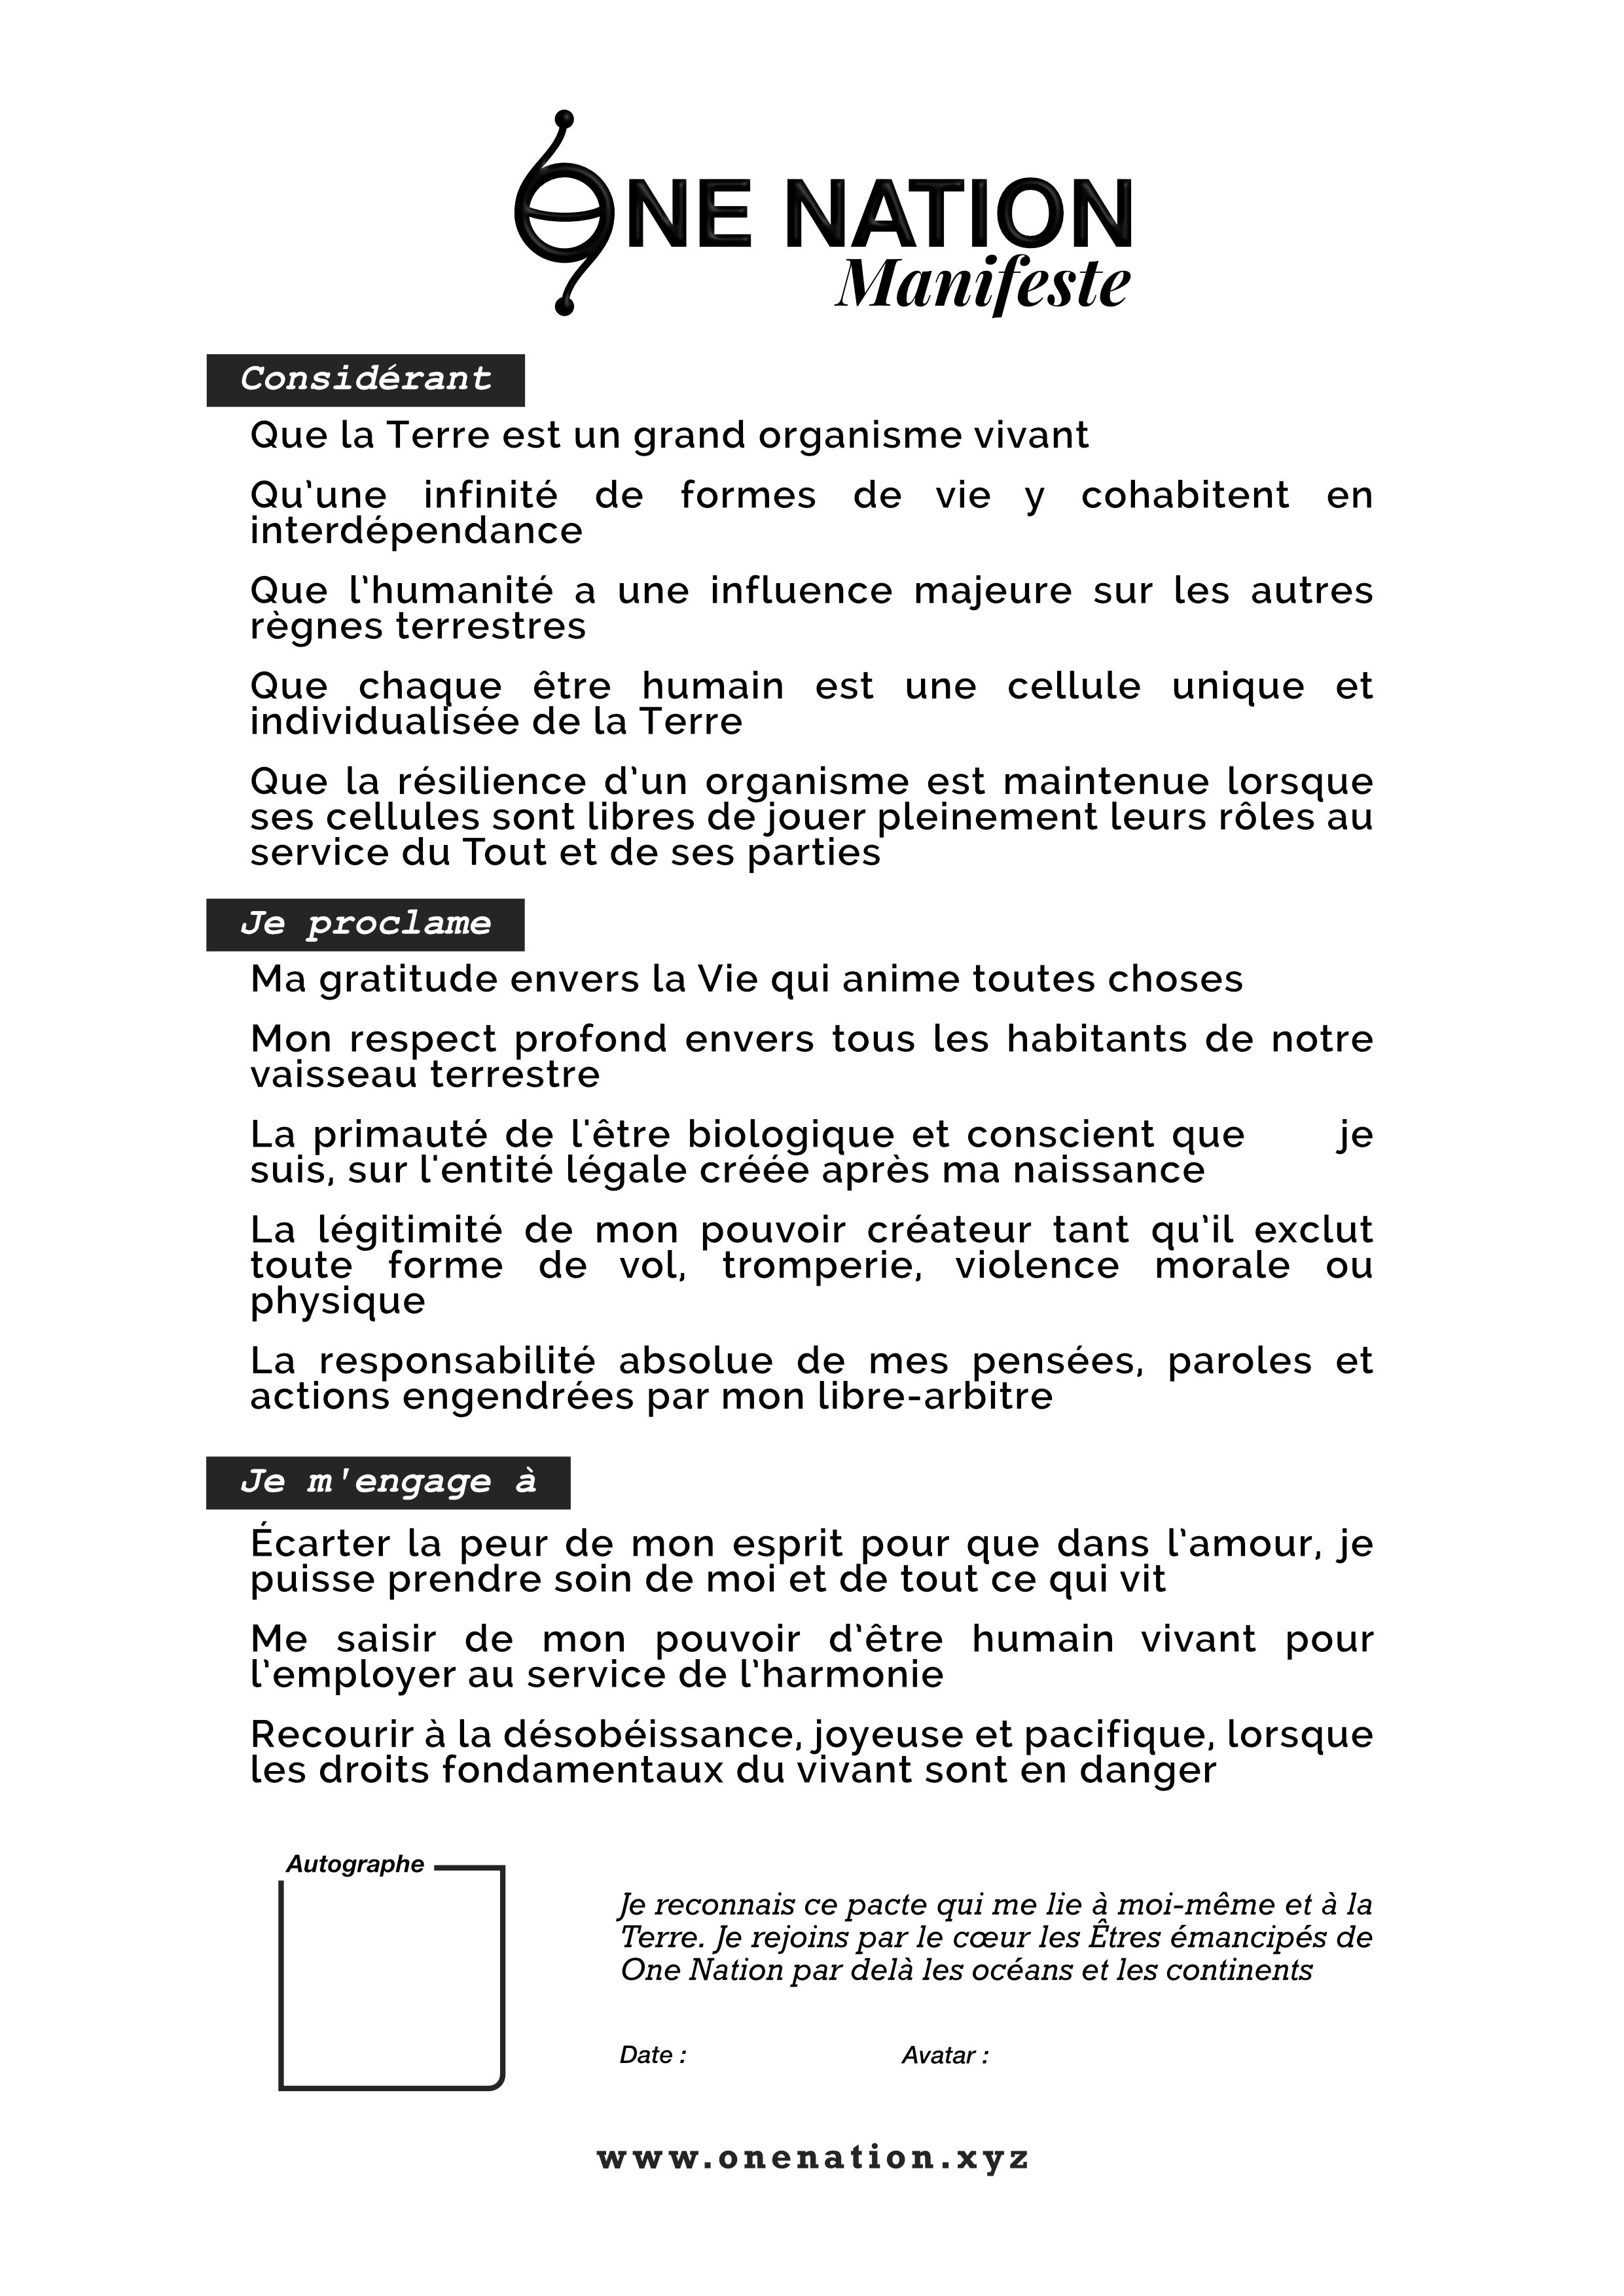 ONE NATION
Manifeste
Considérant
Que la Terre est un grand organisme vivant
Qu'une infinité de formes de vie y cohabitent en
interdépendance
Que l'humanité a une influence majeure sur les autres
règnes terrestres
Que chaque être humain est une cellule unique et
individualisée de la Terre
Que la résilience d'un organisme est maintenue lorsque
ses cellules sont libres de jouer pleinement leurs rôles au
service du Tout et de ses parties
Je proclame
Ma gratitude envers la Vie qui anime toutes choses
Mon respect profond envers tous les habitants de notre
vaisseau terrestre
La primauté de l'être biologique et conscient que je
suis, sur l'entité légale créée après ma naissance
La légitimité de mon pouvoir créateur tant qu'il exclut
toute forme de vol, tromperie, violence morale ou
physique
La responsabilité absolue de mes pensées, paroles et
actions engendrées par mon libre-arbitre
Je m'engage à
Écarter la peur de mon esprit pour que dans l'amour, je
puisse prendre soin de moi et de tout ce qui vit
Me saisir de mon pouvoir d'être humain vivant pour
l'employer au service de l'harmonie
Recourir à la désobéissance, joyeuse et pacifique, lorsque
les droits fondamentaux du vivant sont en danger
Autographe
Je reconnais ce pacte qui me lie à moi-même et à la
Terre. Je rejoins par le cœur les Êtres émancipés de
One Nation par delà les océans et les continents
Date :
Avatar :
www.onenation.xyz